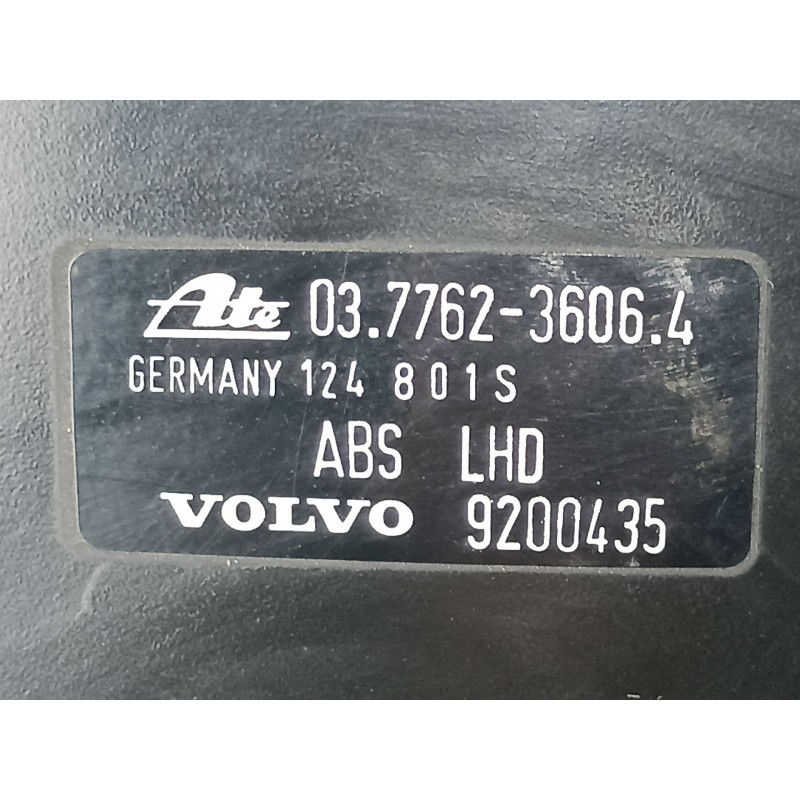 Ate 03.7762-3606.4
GERMANY 124 801S
ABS LHD
VOLVO 9200435